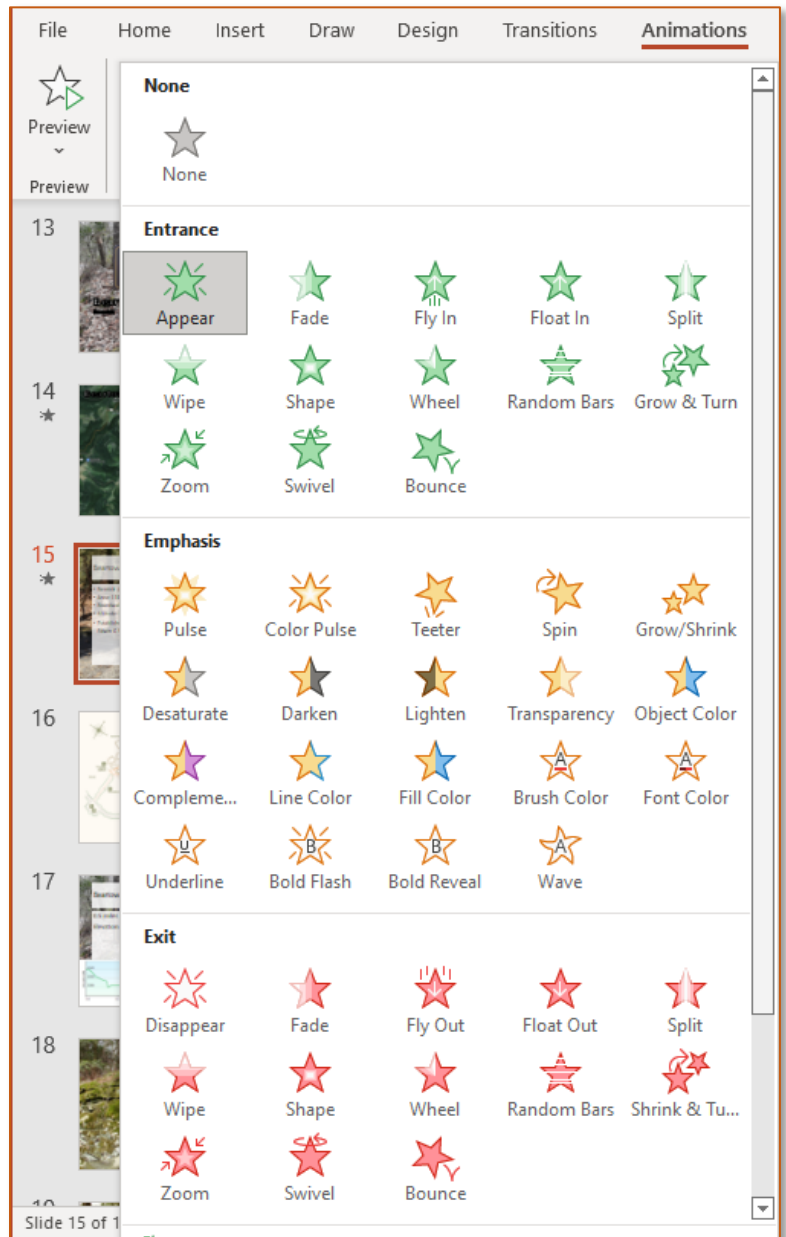 File Home Insert Draw Design Transitions Animations
Preview
Preview
None
None
Entrance
Appear Fade Fly In Float In Split
Wipe Shape Wheel Random Bars Grow & Turn
Zoom Swivel Bounce
Emphasis
Pulse Color Pulse Teeter Spin Grow/Shrink
Desaturate Darken Lighten Transparency Object Color
Compleme... Line Color Fill Color Brush Color Font Color
Underline Bold Flash Bold Reveal Wave
Exit
Disappear Fade Fly Out Float Out Split
Wipe Shape Wheel Random Bars Shrink & Tu...
Zoom Swivel Bounce
13
14
15
16
17
18
Slide 15 of 1